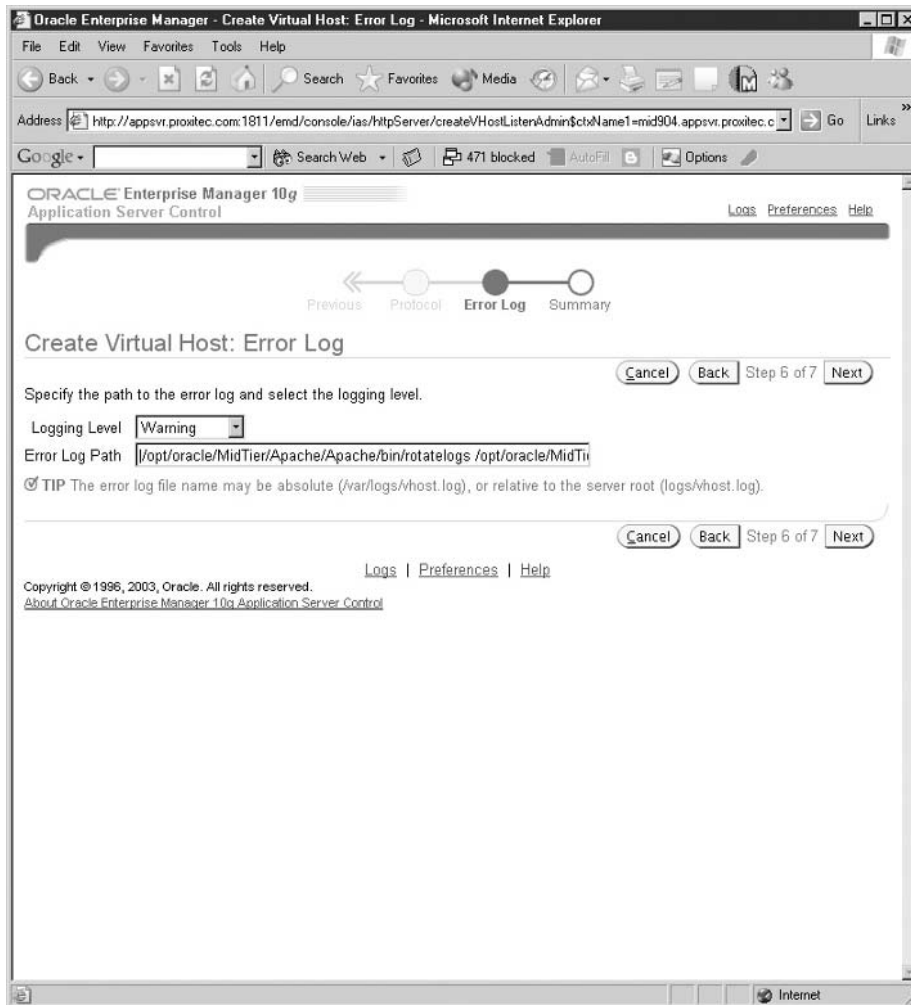 Oracle Enterprise Manager - Create Virtual Host: Error Log - Microsoft Internet Explorer
File Edit View Favorites Tools Help
Back Search Favorites Media
Address http://appsvr.proxitec.com:1811/emd/console/ias/httpServer/createVHostListenAdmin$ctxName1=mid904.appsvr.proxitec.c Go Links »
Google Search Web 471 blocked AutoFill Options
ORACLE Enterprise Manager 10g
Application Server Control Logs Preferences Help
Previous Protocol Error Log Summary
Create Virtual Host: Error Log
Cancel Back Step 6 of 7 Next
Specify the path to the error log and select the logging level.
Logging Level Warning
Error Log Path |/opt/oracle/MidTier/Apache/Apache/bin/rotatelogs /opt/oracle/MidTi
TIP The error log file name may be absolute (/var/logs/vhost.log), or relative to the server root (logs/vhost.log).
Cancel Back Step 6 of 7 Next
Logs | Preferences | Help
Copyright © 1996, 2003, Oracle. All rights reserved.
About Oracle Enterprise Manager 10g Application Server Control
Internet